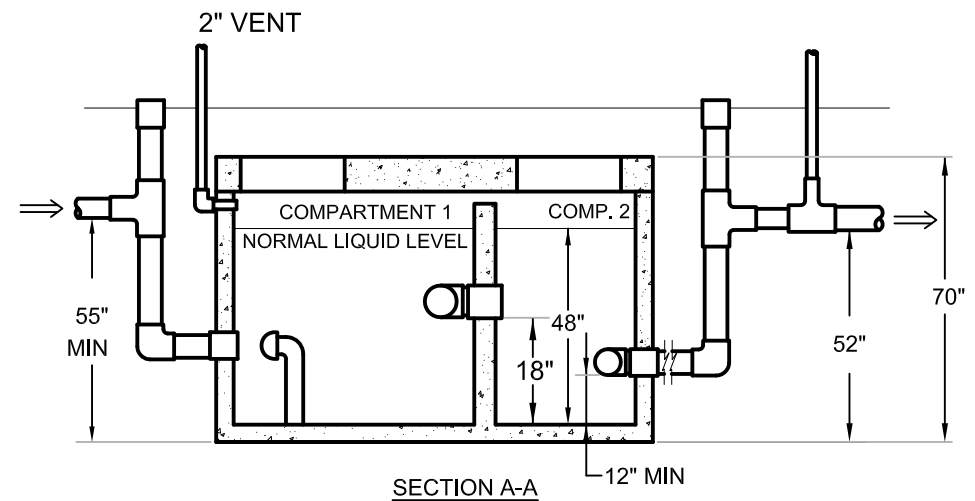 2" VENT
COMPARTMENT 1
COMP. 2
NORMAL LIQUID LEVEL
55"
MIN
48"
18"
52"
70"
12" MIN
SECTION A-A